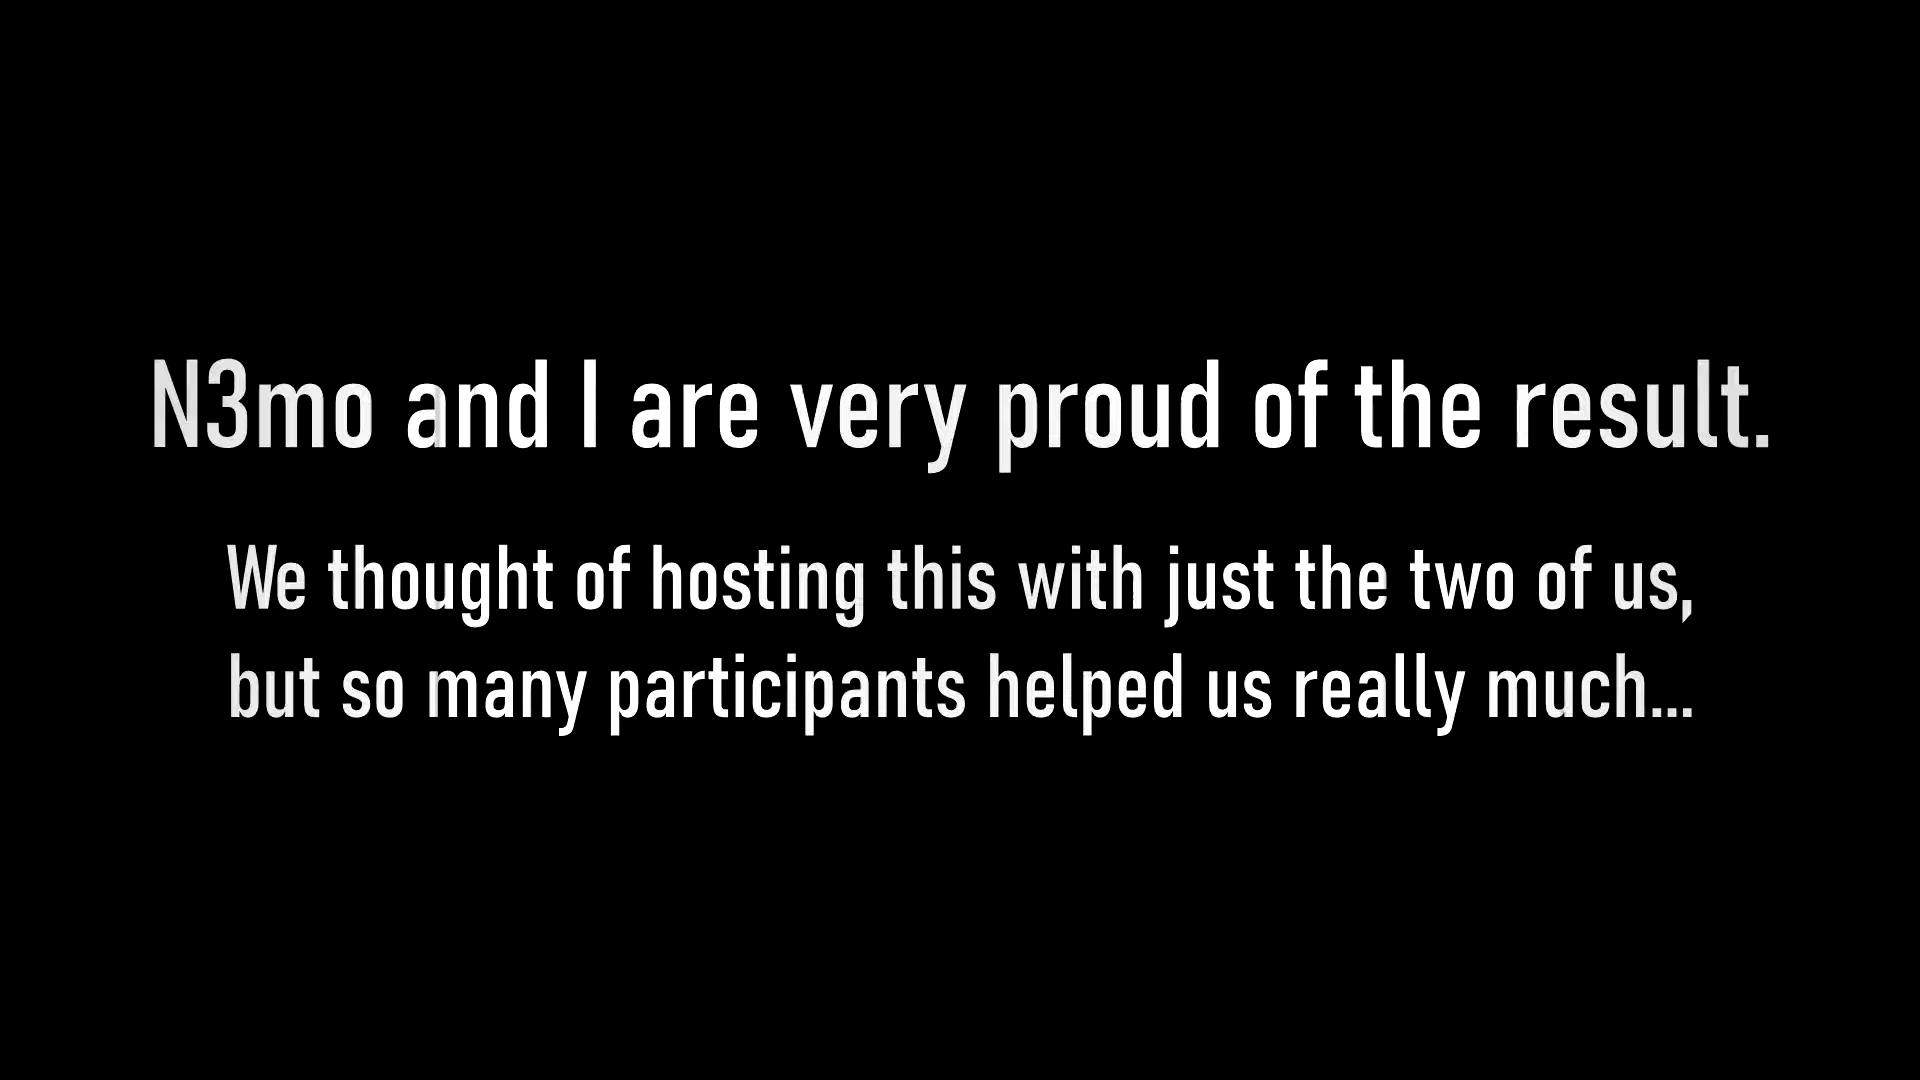 N3mo and I are very proud of the result.
We thought of hosting this with just the two of us,
but so many participants helped us really much...